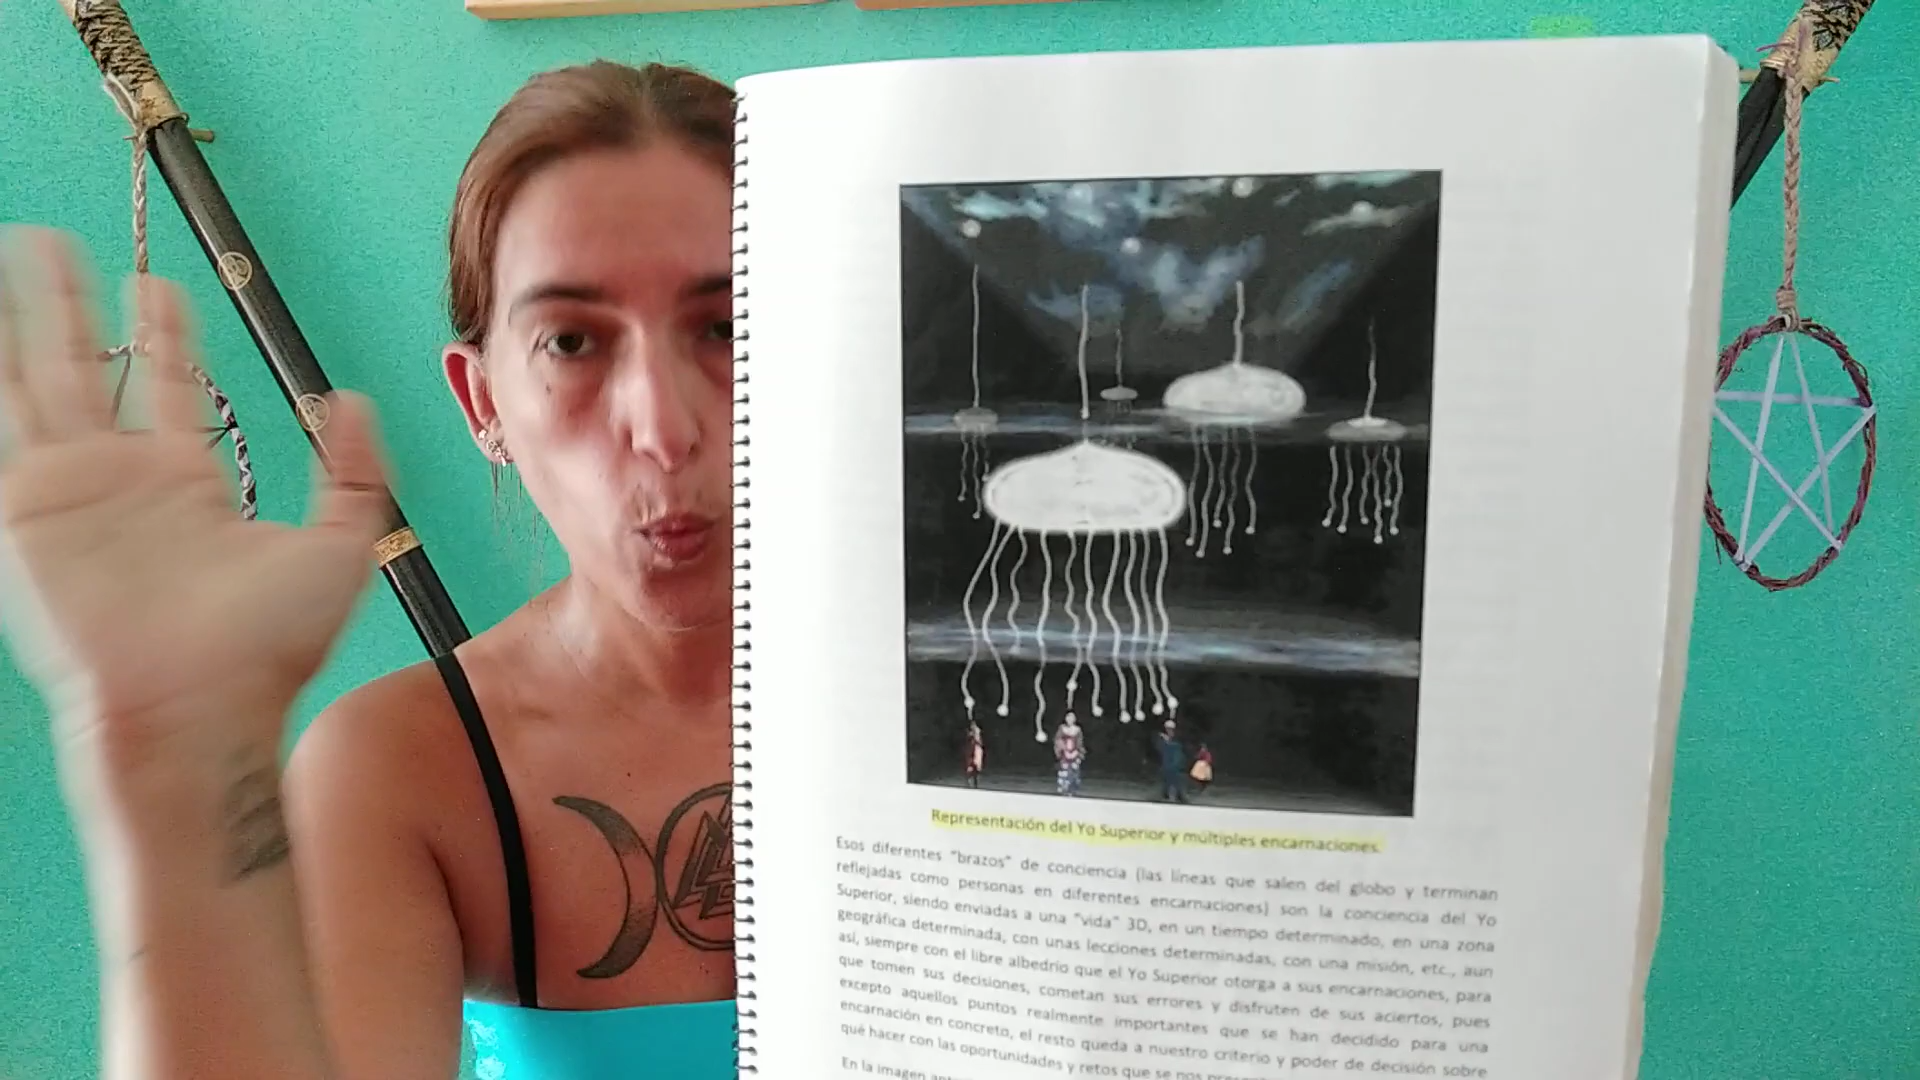 Representación del Yo Superior y múltiples encarnaciones.
Esos diferentes "brazos" de conciencia (las líneas que salen del globo y terminan
reflejadas como personas en diferentes encarnaciones) son la conciencia del Yo
Superior, siendo enviadas a una "vida" 3D, en un tiempo determinado, en una zona
geográfica determinada, con unas lecciones determinadas, con una misión, etc., aun
así, siempre con el libre albedrio que el Yo Superior otorga a sus encarnaciones, para
que tomen sus decisiones, cometan sus errores y disfruten de sus aciertos, pues
excepto aquellos puntos realmente importantes que se han decidido para una
encarnación en concreto, el resto queda a nuestro criterio y poder de decisión sobre
qué hacer con las oportunidades y retos que se nos
En la imagen